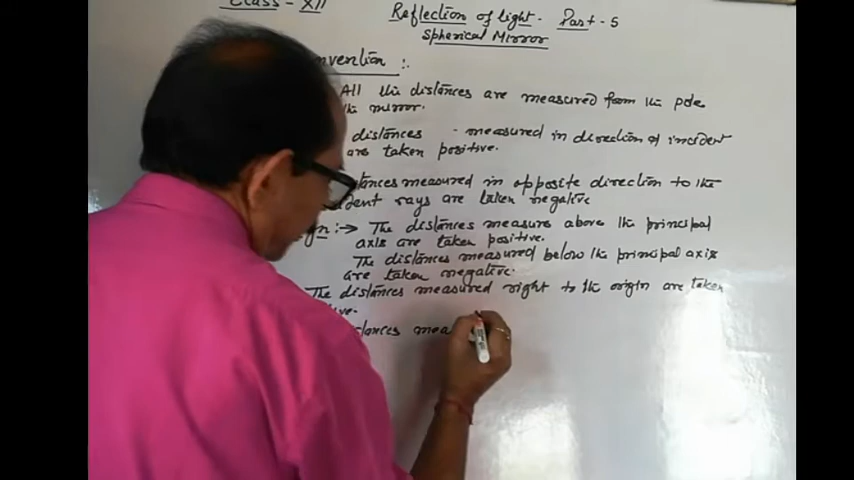 Class - XII
Reflection of light. Part - 5
Spherical Mirror
nvention :.
All the distances are measured from the pole
the mirror.
distances - measured in direction of incident
are taken positive.
tances measured in opposite direction to the
dent rays are taken negative
gn :-> The distances measure above the principal
axis are taken positive.
The distances measured below the principal axis
are taken negative.
The distances measured right to the origin are taken
ive.
stances mea